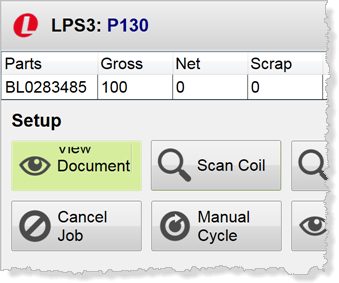 LPS3: P130
Parts Gross Net Scrap
BL0283485 100 0 0
Setup
View
Document
Scan Coil
Cancel
Job
Manual
Cycle